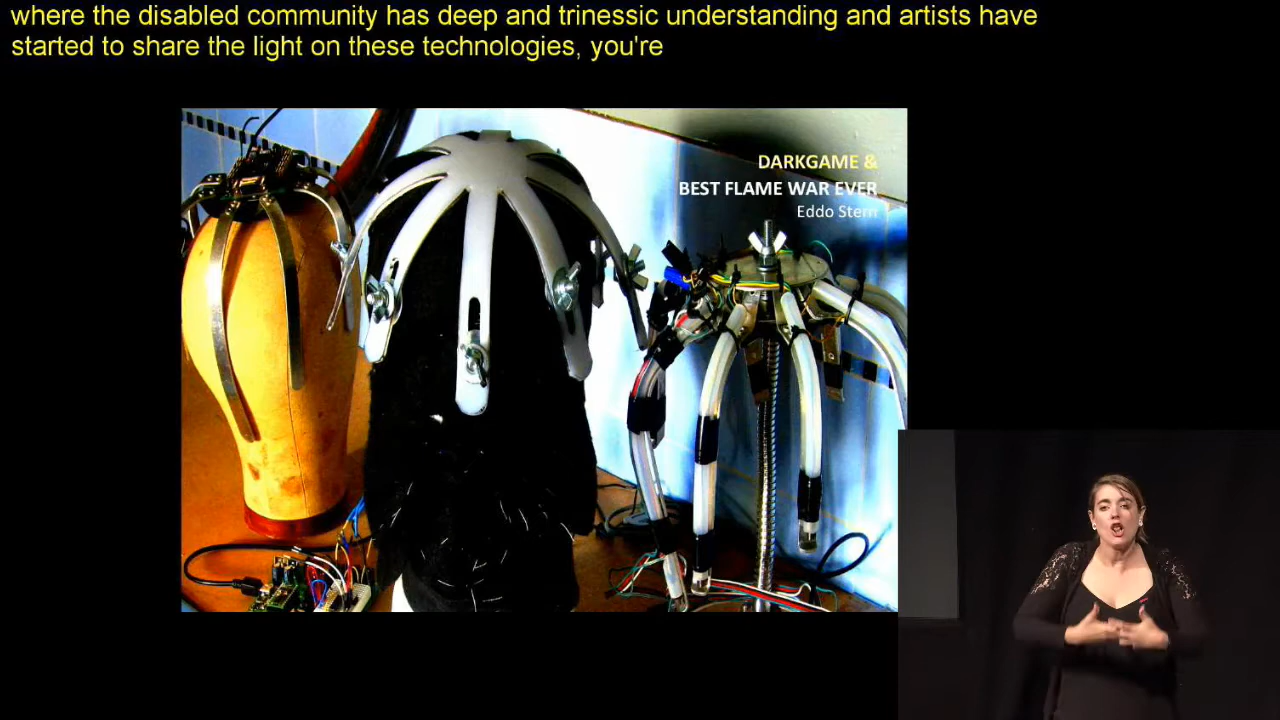 where the disabled community has deep and trinessic understanding and artists have
started to share the light on these technologies, you're
DARKGAME &
BEST FLAME WAR EVER
Eddo Stern